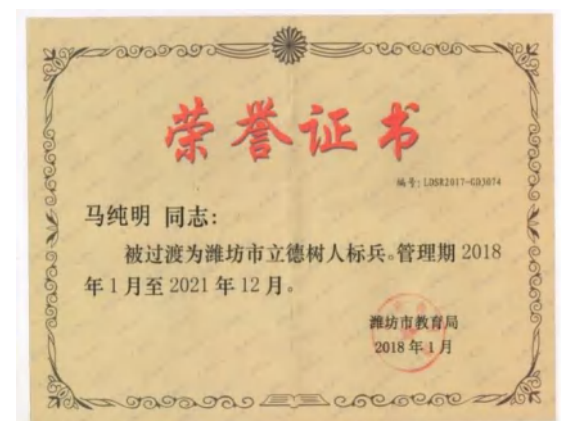 荣誉证书
编号:LDSR2017-GD3074
马纯明 同志:
被过渡为潍坊市立德树人标兵。管理期 2018
年 1 月至 2021 年 12 月。
潍坊市教育局
2018 年 1 月